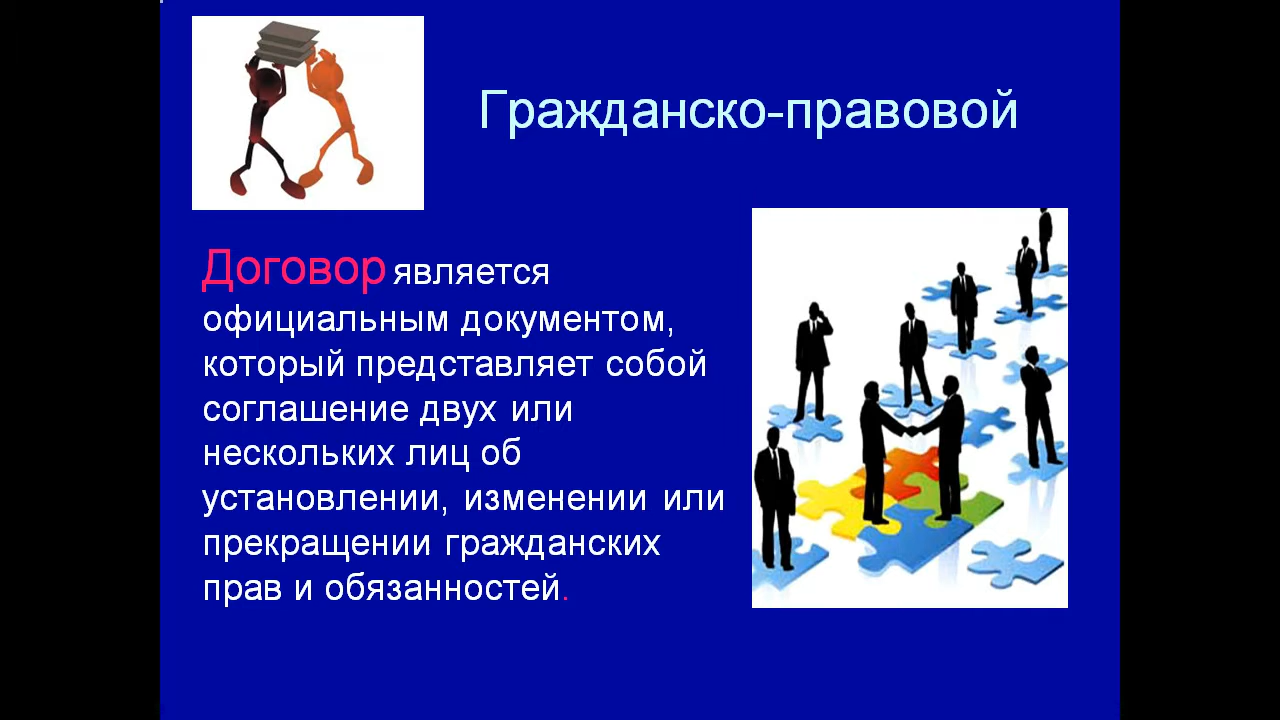 Гражданско-правовой
Договор является
официальным документом,
который представляет собой
соглашение двух или
нескольких лиц об
установлении, изменении или
прекращении гражданских
прав и обязанностей.